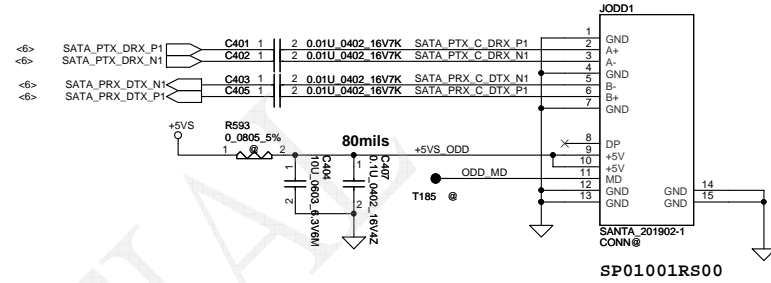 JODD1
<6> SATA_PTX_DRX_P1 C401 1 2 0.01U_0402_16V7K SATA_PTX_C_DRX_P1
<6> SATA_PTX_DRX_N1 C402 1 2 0.01U_0402_16V7K SATA_PTX_C_DRX_N1
<6> SATA_PRX_DTX_N1 C403 1 2 0.01U_0402_16V7K SATA_PRX_C_DTX_N1
<6> SATA_PRX_DTX_P1 C405 1 2 0.01U_0402_16V7K SATA_PRX_C_DTX_P1
1 GND
2 A+
3 A-
4 GND
5 B-
6 B+
7 GND
8 DP
9 +5V
10 +5V
11 MD
12 GND
13 GND
GND 14
GND 15
+5VS
R593
0_0805_5%
1 @ 2
80mils
+5VS_ODD
C404
10U_0603_6.3V6M
1
2
C407
0.1U_0402_16V4Z
1
2
ODD_MD
T185 @
SANTA_201902-1
CONN@
SP01001RS00